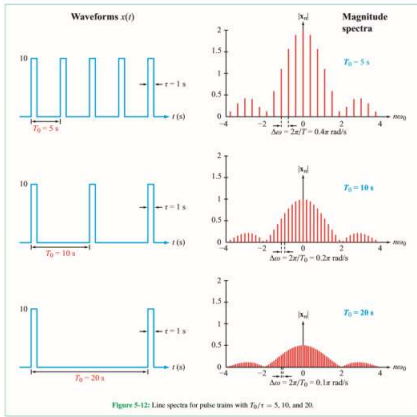 Waveforms x(t)
|xₙ|
Magnitude
spectra
10
τ = 1 s
t (s)
T₀ = 5 s
2
1.5
1
0.5
0
T₀ = 5 s
−4
−2
0
2
4
nω₀
Δω = 2π/T = 0.4π rad/s
10
τ = 1 s
t (s)
T₀ = 10 s
|xₙ|
2
1.5
1
0.5
0
T₀ = 10 s
−4
−2
0
2
4
nω₀
Δω = 2π/T₀ = 0.2π rad/s
10
τ = 1 s
t (s)
T₀ = 20 s
|xₙ|
2
1.5
1
0.5
0
T₀ = 20 s
−4
−2
0
2
4
nω₀
Δω = 2π/T₀ = 0.1π rad/s
Figure 5-12: Line spectra for pulse trains with T₀/τ = 5, 10, and 20.